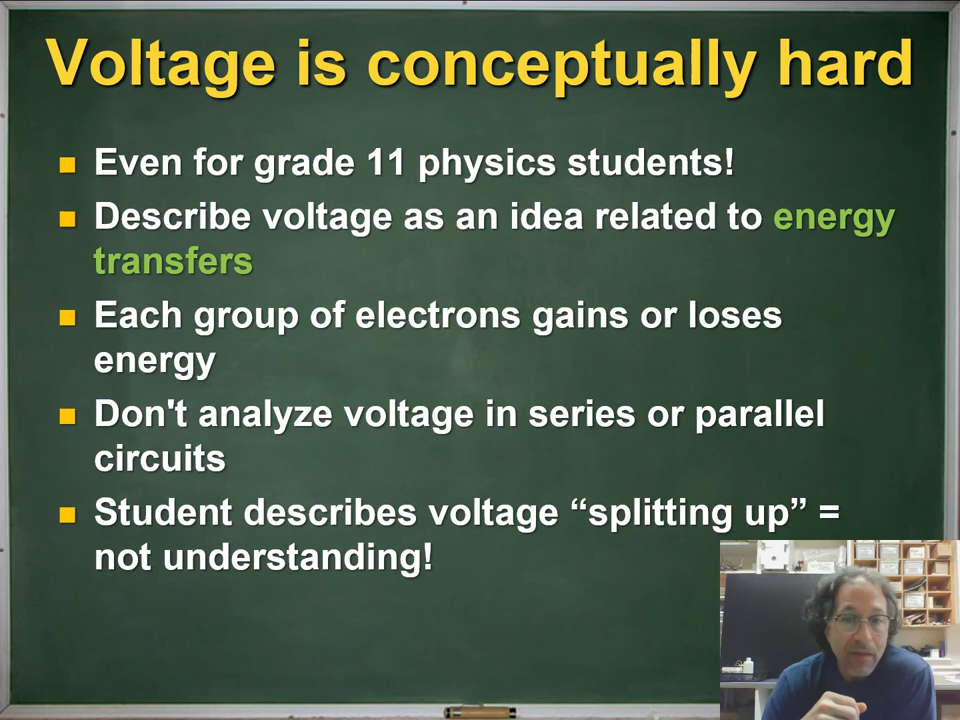 Voltage is conceptually hard
Even for grade 11 physics students!
Describe voltage as an idea related to energy
transfers
Each group of electrons gains or loses
energy
Don't analyze voltage in series or parallel
circuits
Student describes voltage “splitting up” =
not understanding!